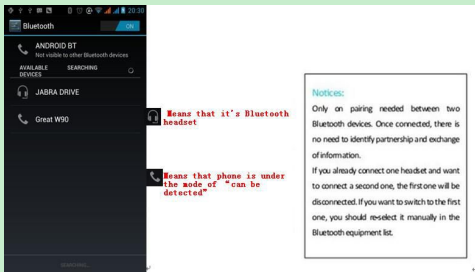 20:30
Bluetooth
ON
ANDROID BT
Not visible to other Bluetooth devices
AVAILABLE DEVICES
SEARCHING
JABRA DRIVE
Great W90
SEARCHING...
Means that it's Bluetooth
headset
Means that phone is under
the mode of “can be
detected”
Notices:
Only on pairing needed between two
Bluetooth devices. Once connected, there is
no need to identify partnership and exchange
of information.
If you already connect one headset and want
to connect a second one, the first one will be
disconnected. If you want to switch to the first
one, you should re-select it manually in the
Bluetooth equipment list.